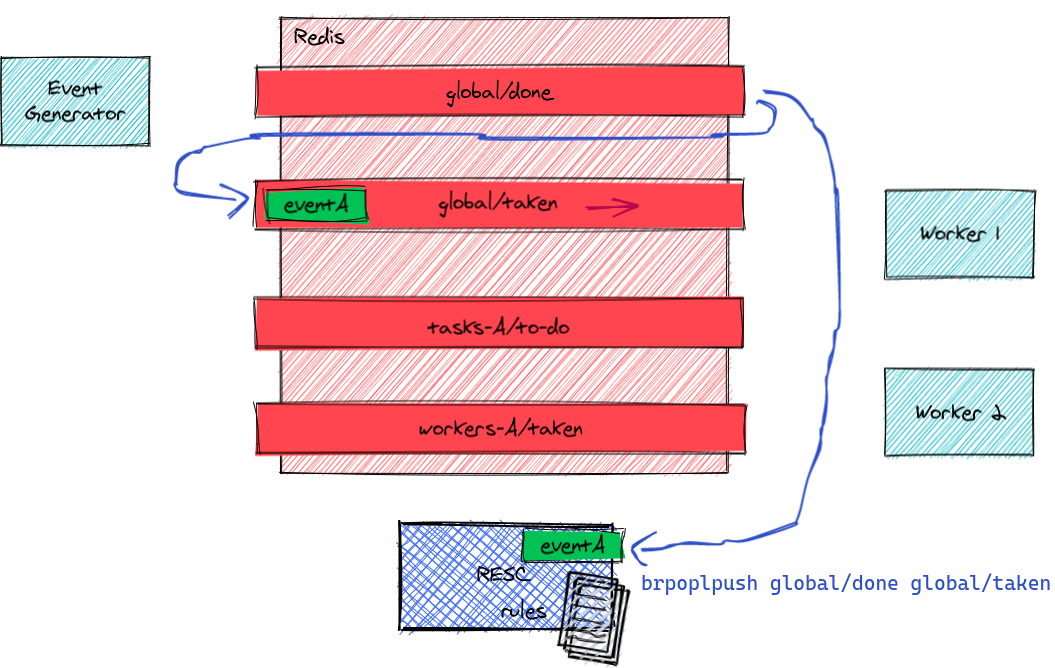 Redis
Event
Generator
global/done
eventA
global/taken
Worker 1
tasks-A/to-do
Worker 2
workers-A/taken
eventA
RESC
rules
brpoplpush global/done global/taken